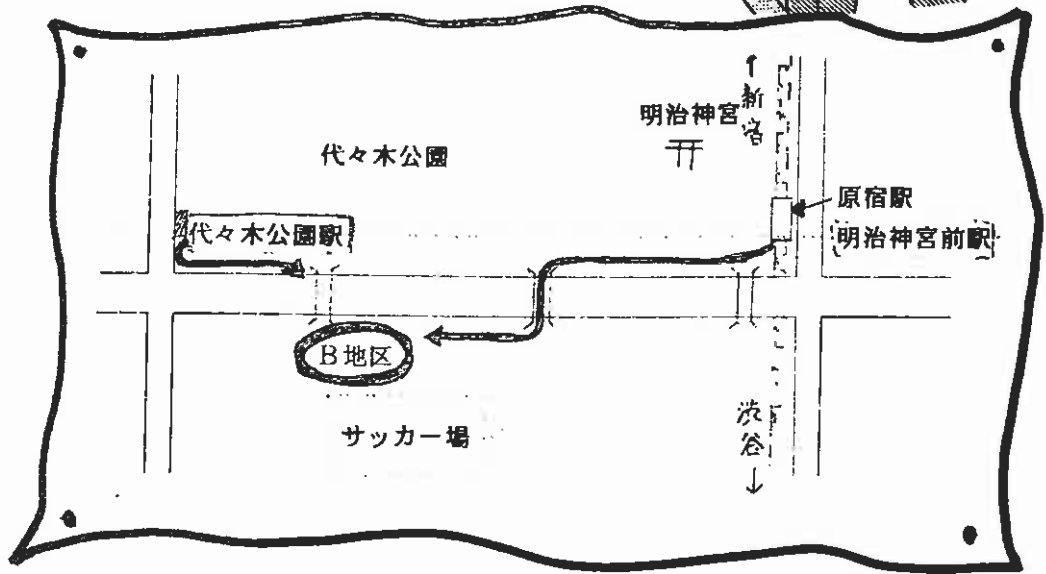 ↑新宿
明治神宮
代々木公園
原宿駅
代々木公園駅
明治神宮前駅
B地区
渋谷↓
サッカー場